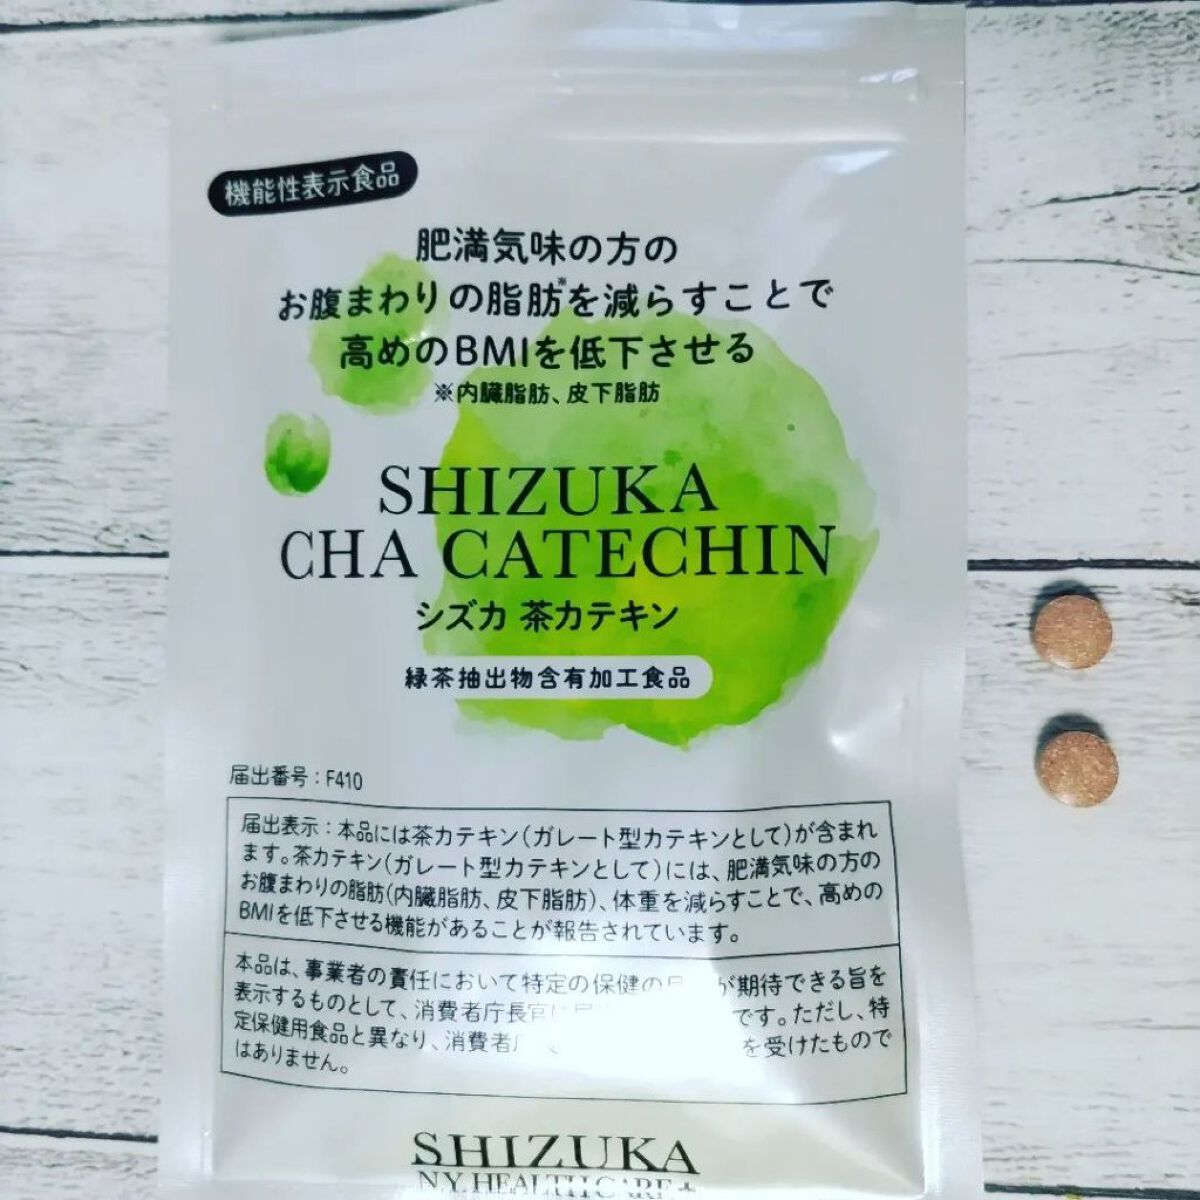 機能性表示食品
肥満気味の方の
お腹まわりの脂肪※を減らすことで
高めのBMIを低下させる
※内臓脂肪、皮下脂肪
SHIZUKA
CHA CATECHIN
シズカ 茶カテキン
緑茶抽出物含有加工食品
届出番号:F410
届出表示:本品には茶カテキン(ガレート型カテキンとして)が含まれ
ます。茶カテキン(ガレート型カテキンとして)には、肥満気味の方の
お腹まわりの脂肪(内臓脂肪、皮下脂肪)、体重を減らすことで、高めの
BMIを低下させる機能があることが報告されています。
本品は、事業者の責任において特定の保健の が期待できる旨を
表示するものとして、消費者庁長官に です。ただし、特
定保健用食品と異なり、消費者 を受けたもので
はありません。
SHIZUKA
N.Y. HEALTH CARE+